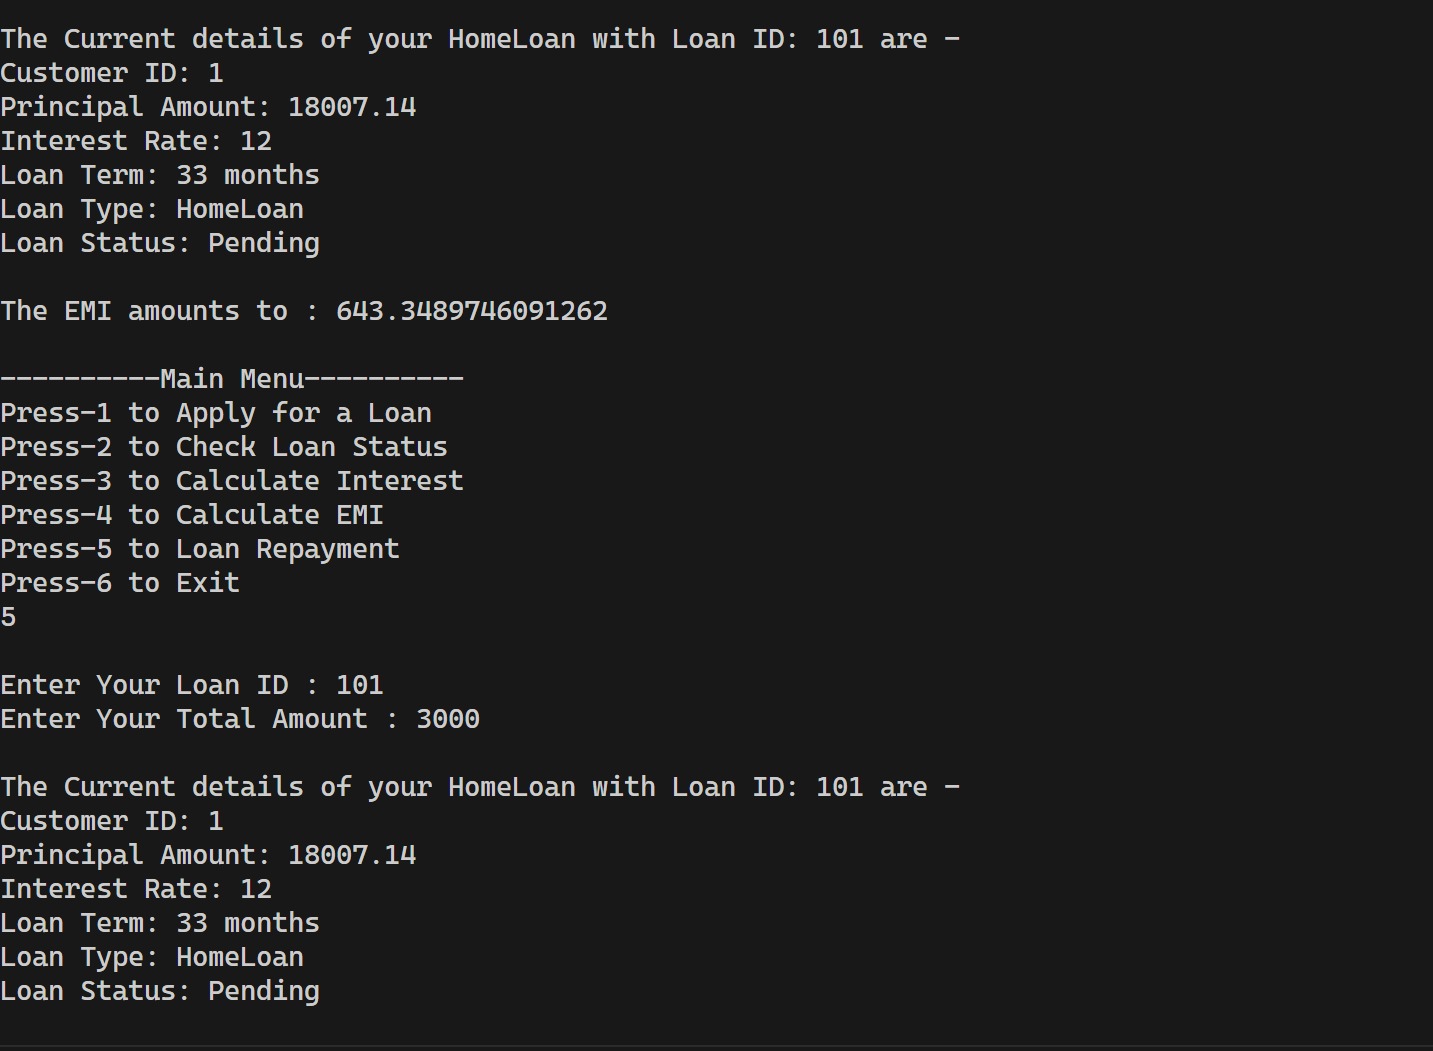 The Current details of your HomeLoan with Loan ID: 101 are -
Customer ID: 1
Principal Amount: 18007.14
Interest Rate: 12
Loan Term: 33 months
Loan Type: HomeLoan
Loan Status: Pending
The EMI amounts to : 643.3489746091262
----------Main Menu----------
Press-1 to Apply for a Loan
Press-2 to Check Loan Status
Press-3 to Calculate Interest
Press-4 to Calculate EMI
Press-5 to Loan Repayment
Press-6 to Exit
5
Enter Your Loan ID : 101
Enter Your Total Amount : 3000
The Current details of your HomeLoan with Loan ID: 101 are -
Customer ID: 1
Principal Amount: 18007.14
Interest Rate: 12
Loan Term: 33 months
Loan Type: HomeLoan
Loan Status: Pending